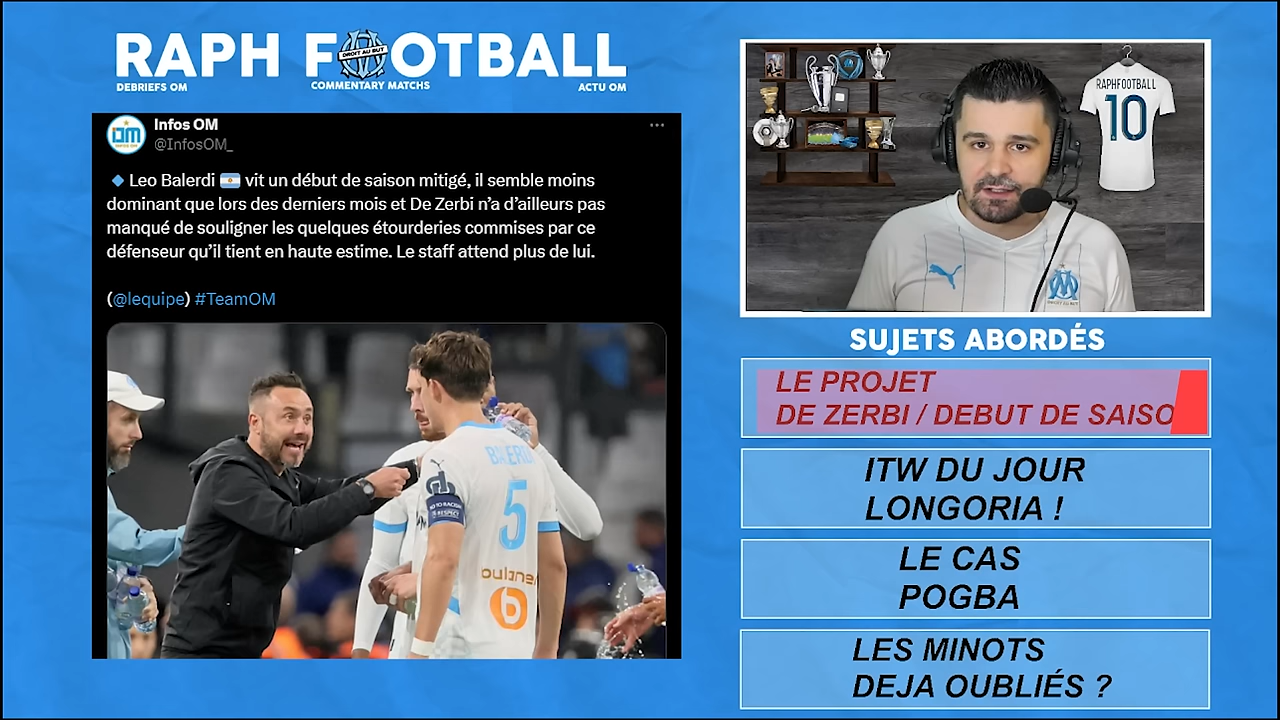 RAPH FOOTBALL
DROIT AU BUT
DEBRIEFS OM
COMMENTARY MATCHS
ACTU OM
Infos OM
@InfosOM_
Leo Balerdi vit un début de saison mitigé, il semble moins
dominant que lors des derniers mois et De Zerbi n'a d'ailleurs pas
manqué de souligner les quelques étourderies commises par ce
défenseur qu'il tient en haute estime. Le staff attend plus de lui.
(@lequipe) #TeamOM
BALERDI
5
boulanger
RAPHFOOTBALL
10
SUJETS ABORDÉS
LE PROJET
DE ZERBI / DEBUT DE SAISO
ITW DU JOUR
LONGORIA !
LE CAS
POGBA
LES MINOTS
DEJA OUBLIÉS ?